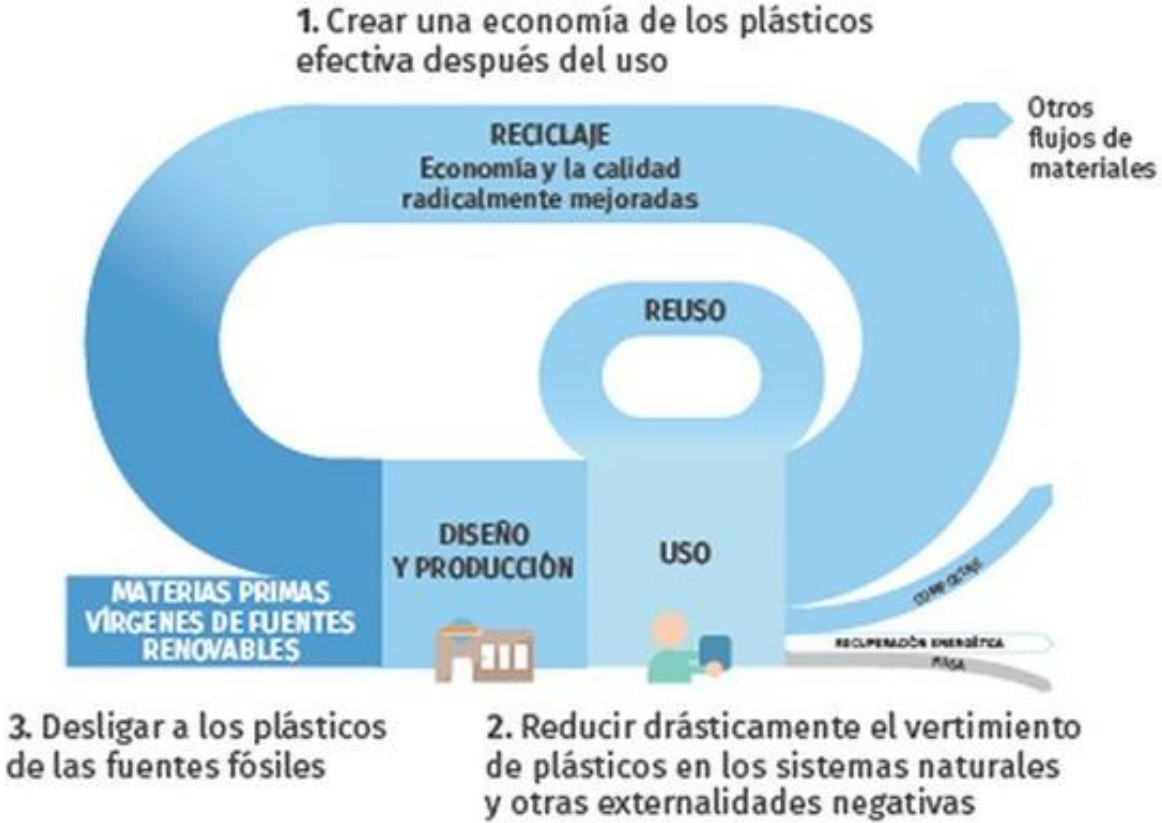 1. Crear una economía de los plásticos
efectiva después del uso
RECICLAJE
Economía y la calidad
radicalmente mejoradas
Otros
flujos de
materiales
REUSO
DISEÑO
Y PRODUCCIÓN
USO
MATERIAS PRIMAS
VÍRGENES DE FUENTES
RENOVABLES
RECUPERACIÓN ENERGÉTICA
3. Desligar a los plásticos
de las fuentes fósiles
2. Reducir drásticamente el vertimiento
de plásticos en los sistemas naturales
y otras externalidades negativas